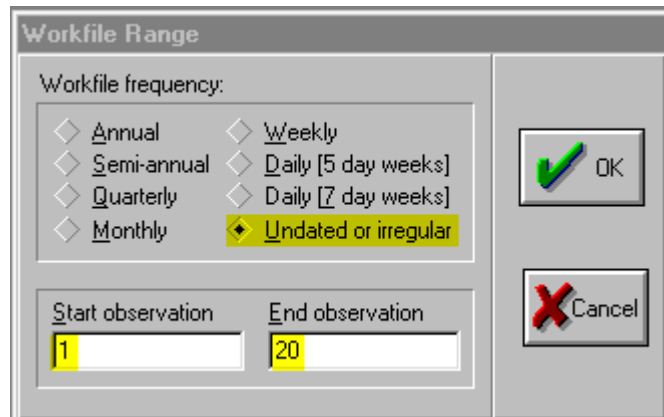 Workfile Range
Workfile frequency:
Annual
Semi-annual
Quarterly
Monthly
Weekly
Daily [5 day weeks]
Daily [7 day weeks]
Undated or irregular
Start observation
1
End observation
20
OK
Cancel